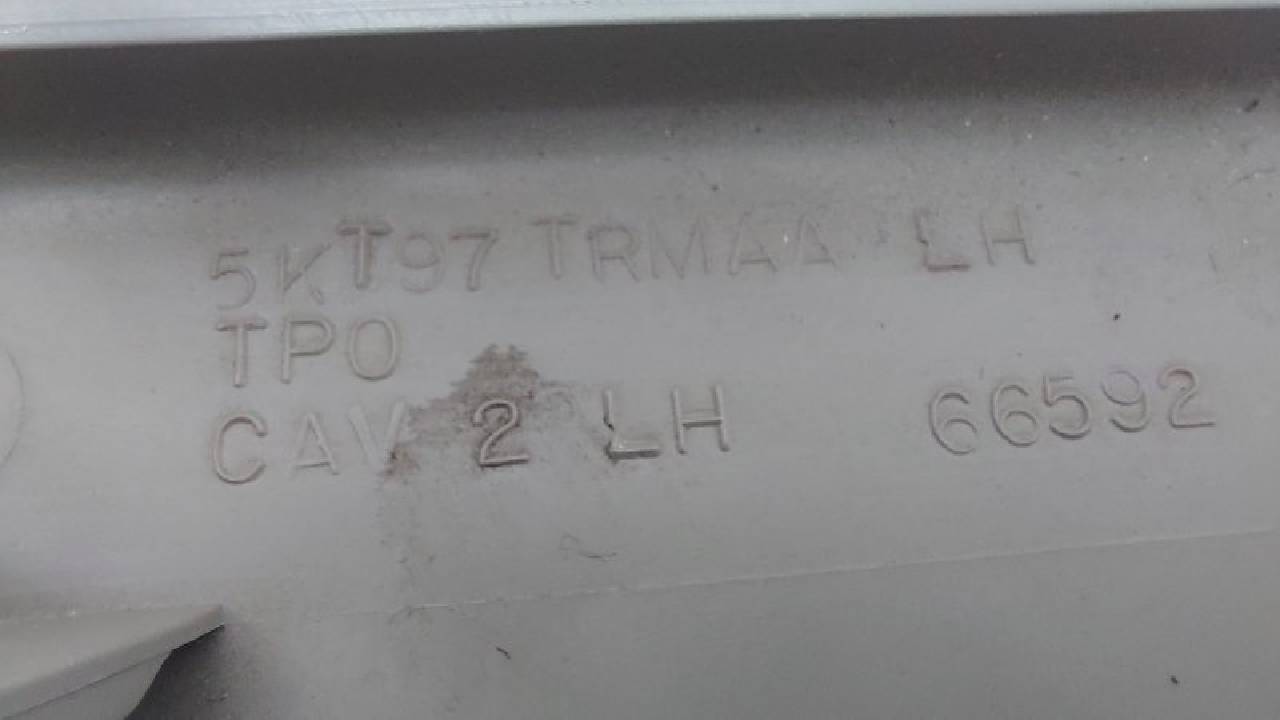 5KT97 TRMAA LH
TPO
CAV 2 LH 66592